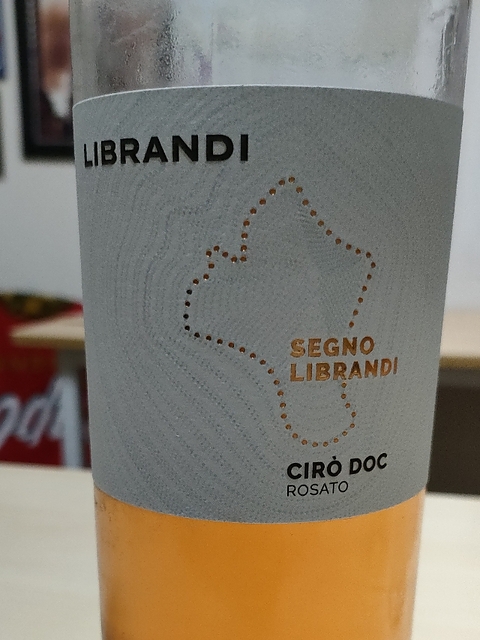 LIBRANDI
SEGNO
LIBRANDI
CIRÒ DOC
ROSATO